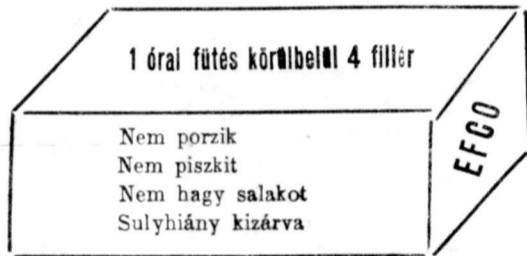 1 órai fütés körülbelül 4 fillér
Nem porzik
Nem piszkit
Nem hagy salakot
Sulyhiány kizárva
EFCO